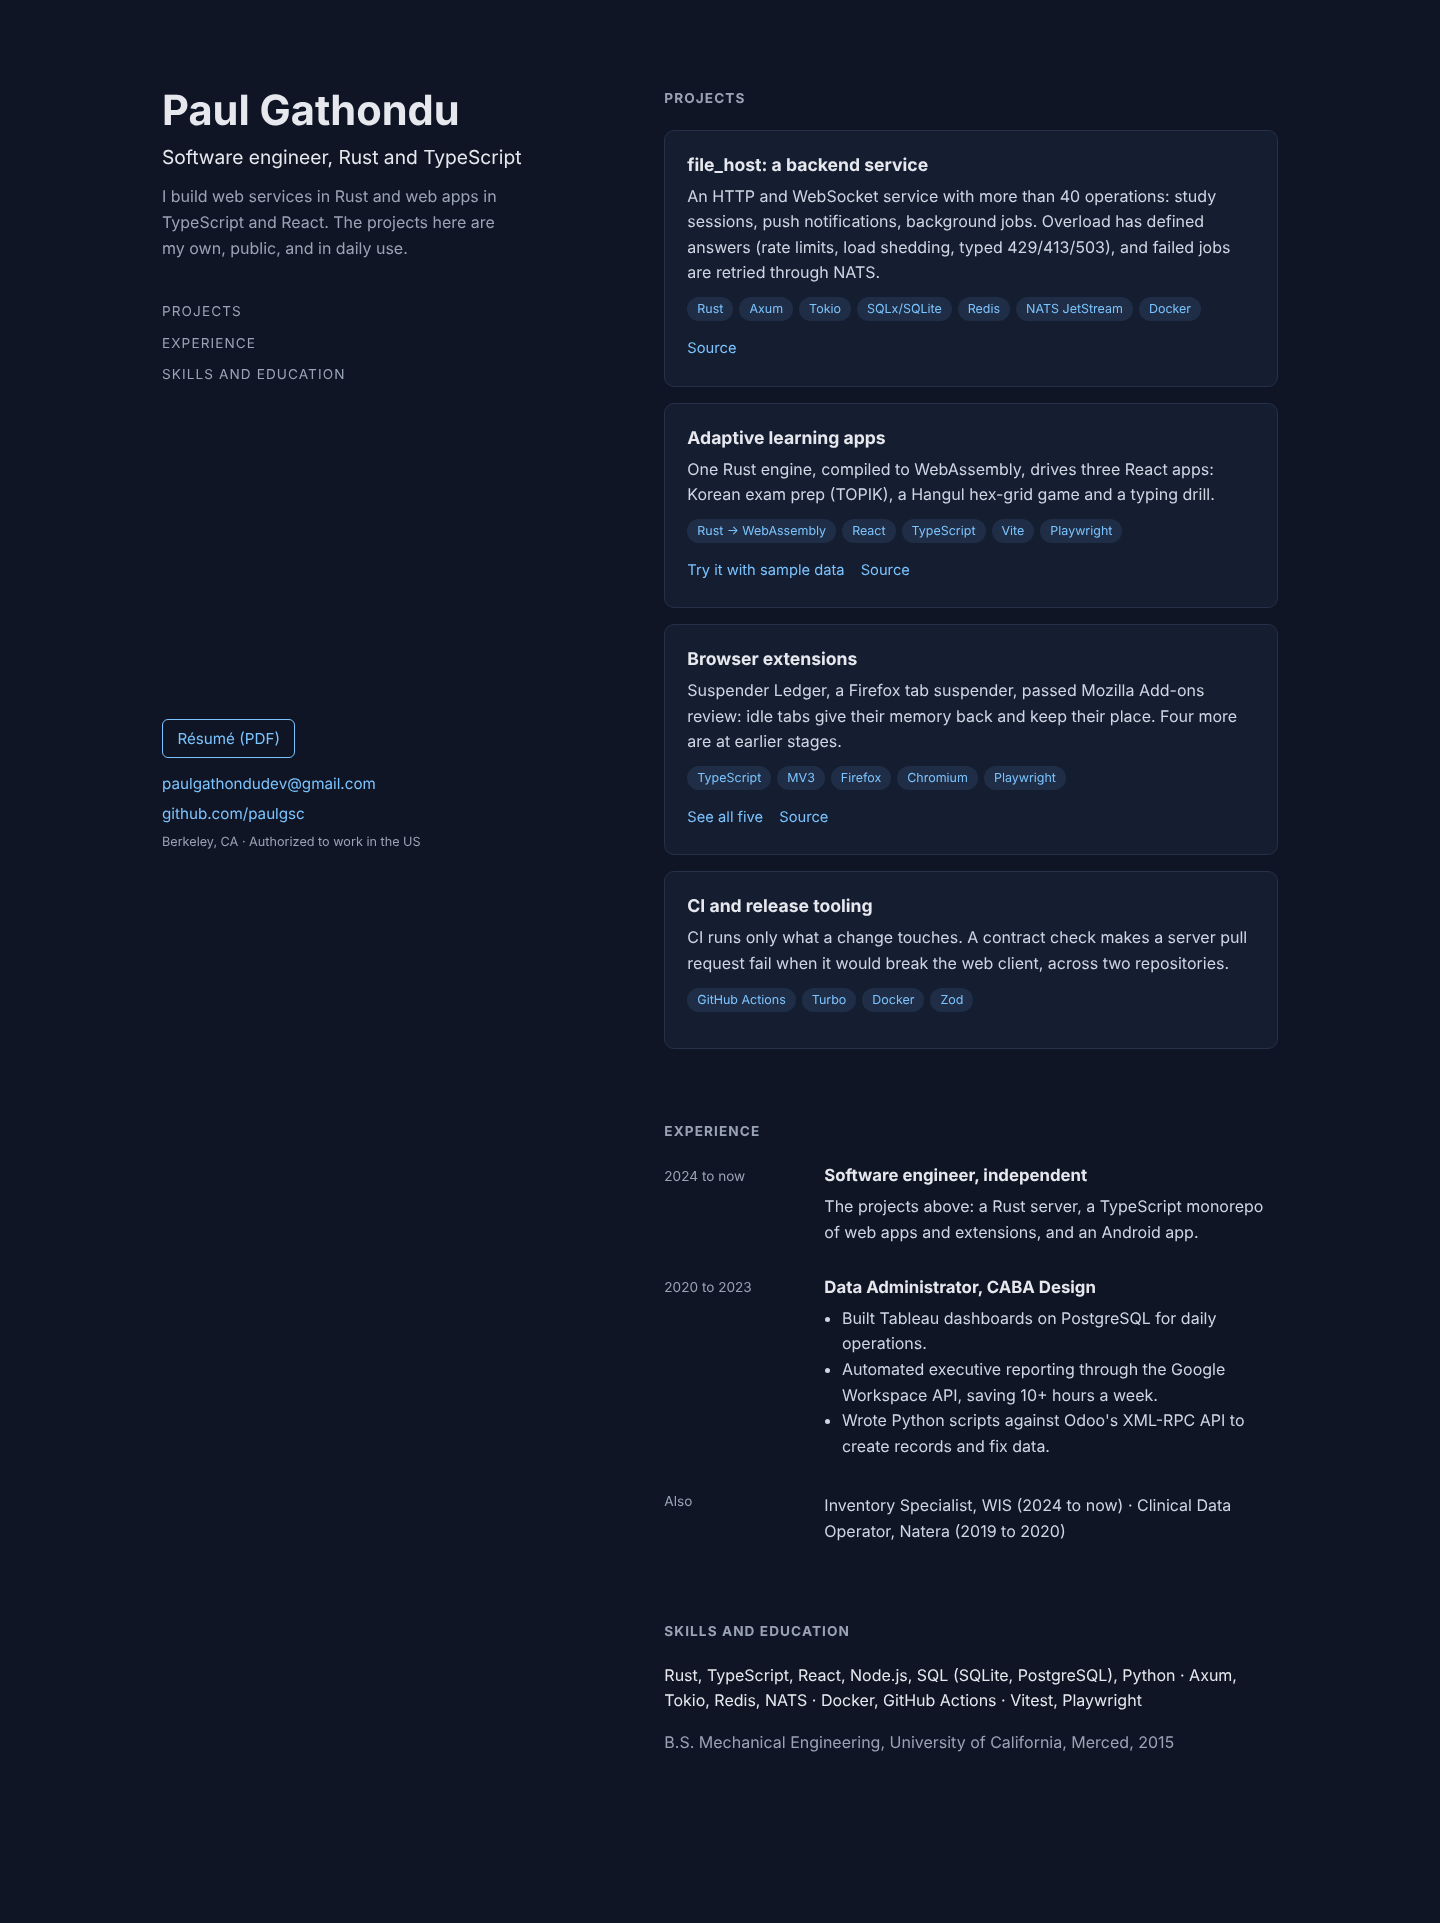 Paul Gathondu
Software engineer, Rust and TypeScript
I build web services in Rust and web apps in
TypeScript and React. The projects here are
my own, public, and in daily use.
PROJECTS
EXPERIENCE
SKILLS AND EDUCATION
Résumé (PDF)
paulgathondudev@gmail.com
github.com/paulgsc
Berkeley, CA · Authorized to work in the US
PROJECTS
file_host: a backend service
An HTTP and WebSocket service with more than 40 operations: study
sessions, push notifications, background jobs. Overload has defined
answers (rate limits, load shedding, typed 429/413/503), and failed jobs
are retried through NATS.
Rust Axum Tokio SQLx/SQLite Redis NATS JetStream Docker
Source
Adaptive learning apps
One Rust engine, compiled to WebAssembly, drives three React apps:
Korean exam prep (TOPIK), a Hangul hex-grid game and a typing drill.
Rust → WebAssembly React TypeScript Vite Playwright
Try it with sample data Source
Browser extensions
Suspender Ledger, a Firefox tab suspender, passed Mozilla Add-ons
review: idle tabs give their memory back and keep their place. Four more
are at earlier stages.
TypeScript MV3 Firefox Chromium Playwright
See all five Source
CI and release tooling
CI runs only what a change touches. A contract check makes a server pull
request fail when it would break the web client, across two repositories.
GitHub Actions Turbo Docker Zod
EXPERIENCE
2024 to now
Software engineer, independent
The projects above: a Rust server, a TypeScript monorepo
of web apps and extensions, and an Android app.
2020 to 2023
Data Administrator, CABA Design
• Built Tableau dashboards on PostgreSQL for daily
operations.
• Automated executive reporting through the Google
Workspace API, saving 10+ hours a week.
• Wrote Python scripts against Odoo's XML-RPC API to
create records and fix data.
Also
Inventory Specialist, WIS (2024 to now) · Clinical Data
Operator, Natera (2019 to 2020)
SKILLS AND EDUCATION
Rust, TypeScript, React, Node.js, SQL (SQLite, PostgreSQL), Python · Axum,
Tokio, Redis, NATS · Docker, GitHub Actions · Vitest, Playwright
B.S. Mechanical Engineering, University of California, Merced, 2015